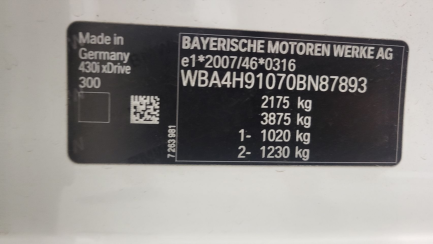 Made in
Germany
430i xDrive
300
7 263 981
BAYERISCHE MOTOREN WERKE AG
e1*2007/46*0316
WBA4H91070BN87893
2175 kg
3875 kg
1- 1020 kg
2- 1230 kg